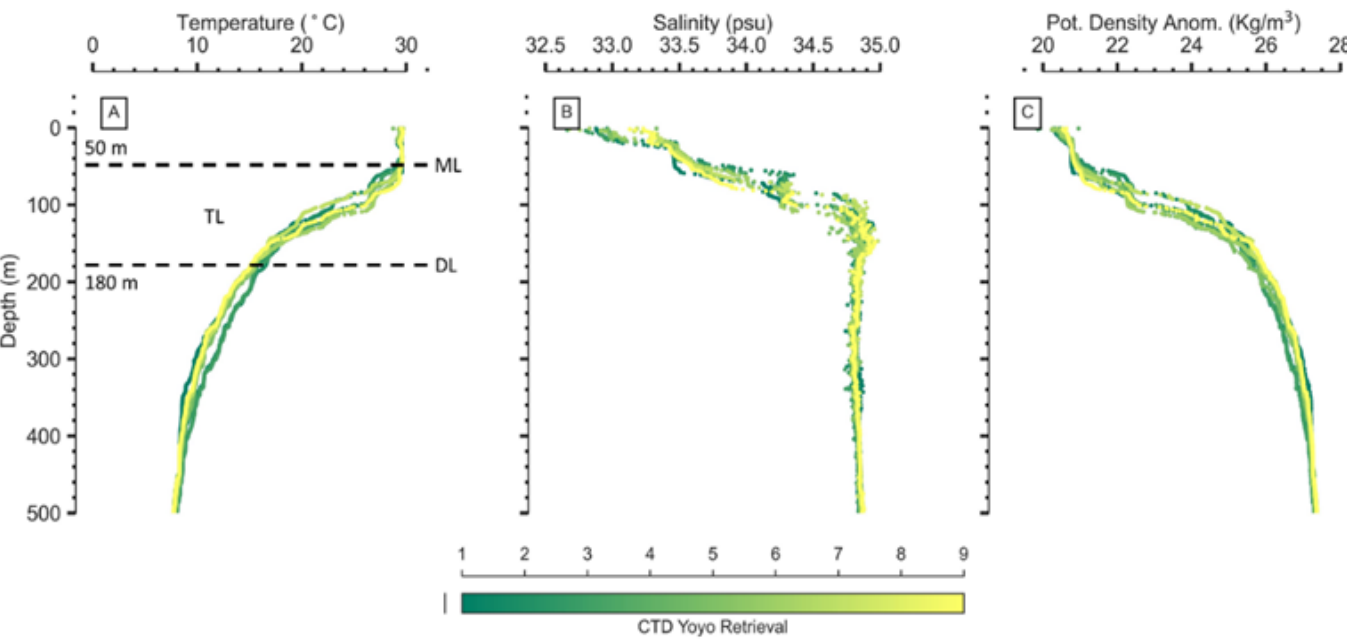 Temperature (°C)
0 10 20 30
Salinity (psu)
32.5 33.0 33.5 34.0 34.5 35.0
Pot. Density Anom. (Kg/m³)
20 22 24 26 28
A
B
C
Depth (m)
0
100
200
300
400
500
50 m
ML
TL
DL
180 m
1 2 3 4 5 6 7 8 9
CTD Yoyo Retrieval